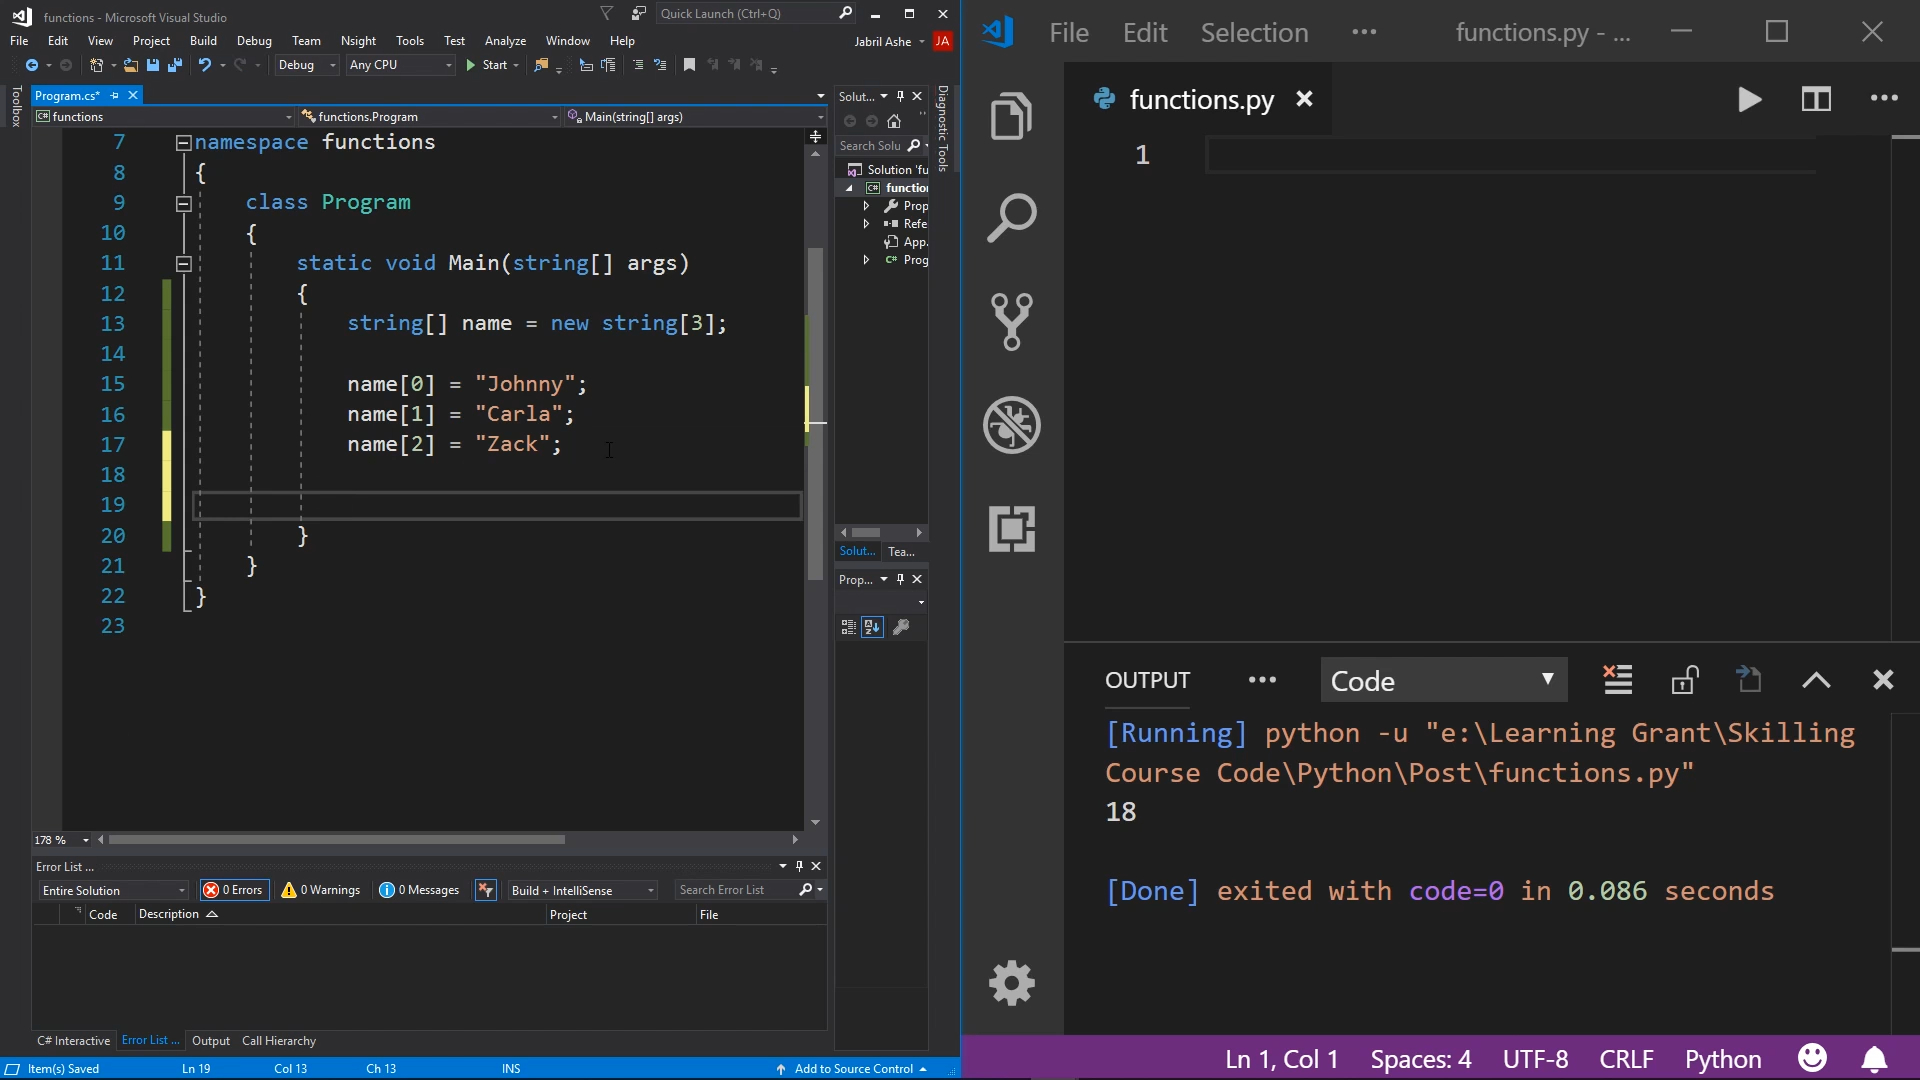 functions - Microsoft Visual Studio
Quick Launch (Ctrl+Q)
File Edit View Project Build Debug Team Nsight Tools Test Analyze Window Help
Jabril Ashe JA
Debug Any CPU Start
Toolbox
Program.cs*
functions functions.Program Main(string[] args)
7 namespace functions
8 {
9 class Program
10 {
11 static void Main(string[] args)
12 {
13 string[] name = new string[3];
14
15 name[0] = "Johnny";
16 name[1] = "Carla";
17 name[2] = "Zack";
18
19
20 }
21 }
22 }
23
178 %
Error List ...
Entire Solution 0 Errors 0 Warnings 0 Messages Build + IntelliSense Search Error List
Code Description Project File
C# Interactive Error List ... Output Call Hierarchy
Item(s) Saved Ln 19 Col 13 Ch 13 INS Add to Source Control
Solut...
Search Solu
Solution 'fu
C# functio
Prop
Refe
App.
C# Prog
Solut... Tea...
Prop...
Diagnostic Tools
File Edit Selection ... functions.py - ...
functions.py
1
OUTPUT ... Code
[Running] python -u "e:\Learning Grant\Skilling
Course Code\Python\Post\functions.py"
18
[Done] exited with code=0 in 0.086 seconds
Ln 1, Col 1 Spaces: 4 UTF-8 CRLF Python